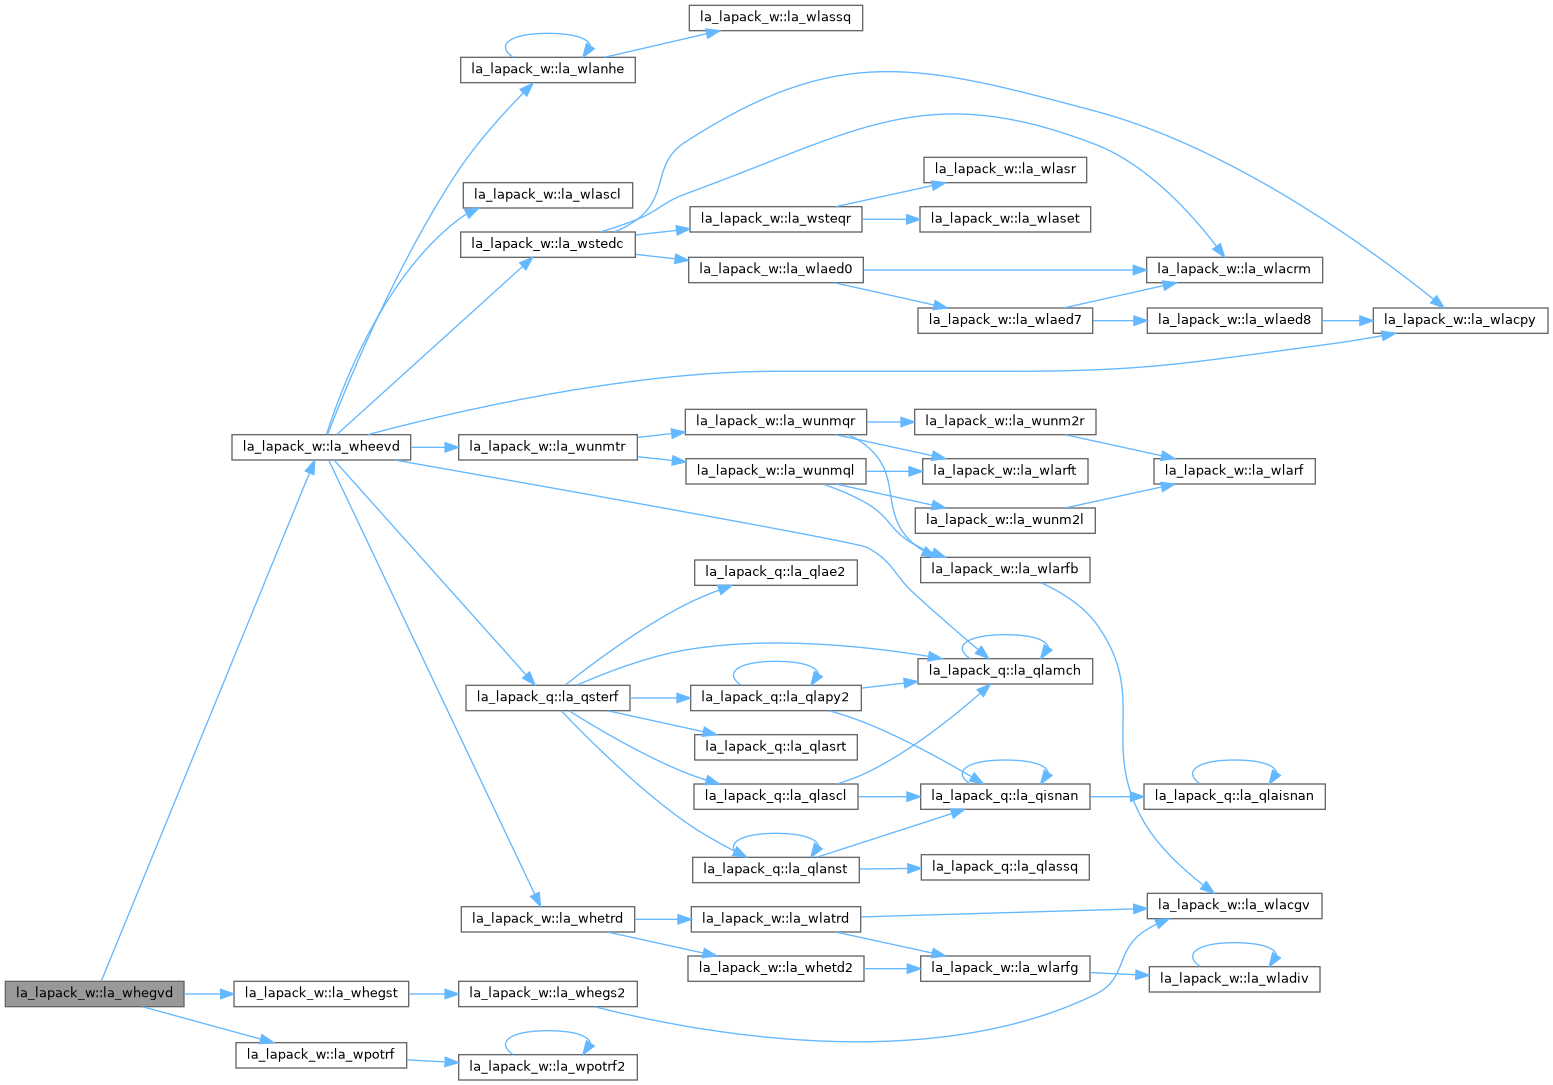 la_lapack_w::la_wlassq
la_lapack_w::la_wlanhe
la_lapack_w::la_wlasr
la_lapack_w::la_wlascl
la_lapack_w::la_wsteqr
la_lapack_w::la_wlaset
la_lapack_w::la_wstedc
la_lapack_w::la_wlaed0
la_lapack_w::la_wlacrm
la_lapack_w::la_wlaed7
la_lapack_w::la_wlaed8
la_lapack_w::la_wlacpy
la_lapack_w::la_wunmqr
la_lapack_w::la_wunm2r
la_lapack_w::la_wheevd
la_lapack_w::la_wunmtr
la_lapack_w::la_wunmql
la_lapack_w::la_wlarft
la_lapack_w::la_wlarf
la_lapack_w::la_wunm2l
la_lapack_w::la_wlarfb
la_lapack_q::la_qlae2
la_lapack_q::la_qlamch
la_lapack_q::la_qsterf
la_lapack_q::la_qlapy2
la_lapack_q::la_qlasrt
la_lapack_q::la_qlascl
la_lapack_q::la_qisnan
la_lapack_q::la_qlaisnan
la_lapack_q::la_qlanst
la_lapack_q::la_qlassq
la_lapack_w::la_wlacgv
la_lapack_w::la_whetrd
la_lapack_w::la_wlatrd
la_lapack_w::la_whetd2
la_lapack_w::la_wlarfg
la_lapack_w::la_wladiv
la_lapack_w::la_whegvd
la_lapack_w::la_whegst
la_lapack_w::la_whegs2
la_lapack_w::la_wpotrf
la_lapack_w::la_wpotrf2